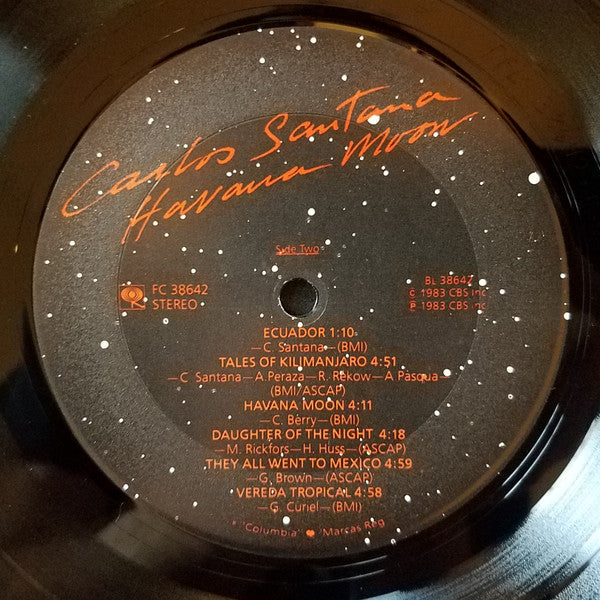 Carlos Santana
Havana Moon
Side Two
FC 38642
STEREO
BL 38642
© 1983 CBS Inc.
℗ 1983 CBS Inc.
ECUADOR 1:10
—C. Santana—(BMI)
TALES OF KILIMANJARO 4:51
—C. Santana—A. Peraza—R. Rekow—A. Pasqua—
(BMI/ASCAP)
HAVANA MOON 4:11
—C. Berry—(BMI)
DAUGHTER OF THE NIGHT 4:18
—M. Rickfors—H. Huss—(ASCAP)
THEY ALL WENT TO MEXICO 4:59
—G. Brown—(ASCAP)
VEREDA TROPICAL 4:58
—G. Curiel—(BMI)
"Columbia" Marcas Reg